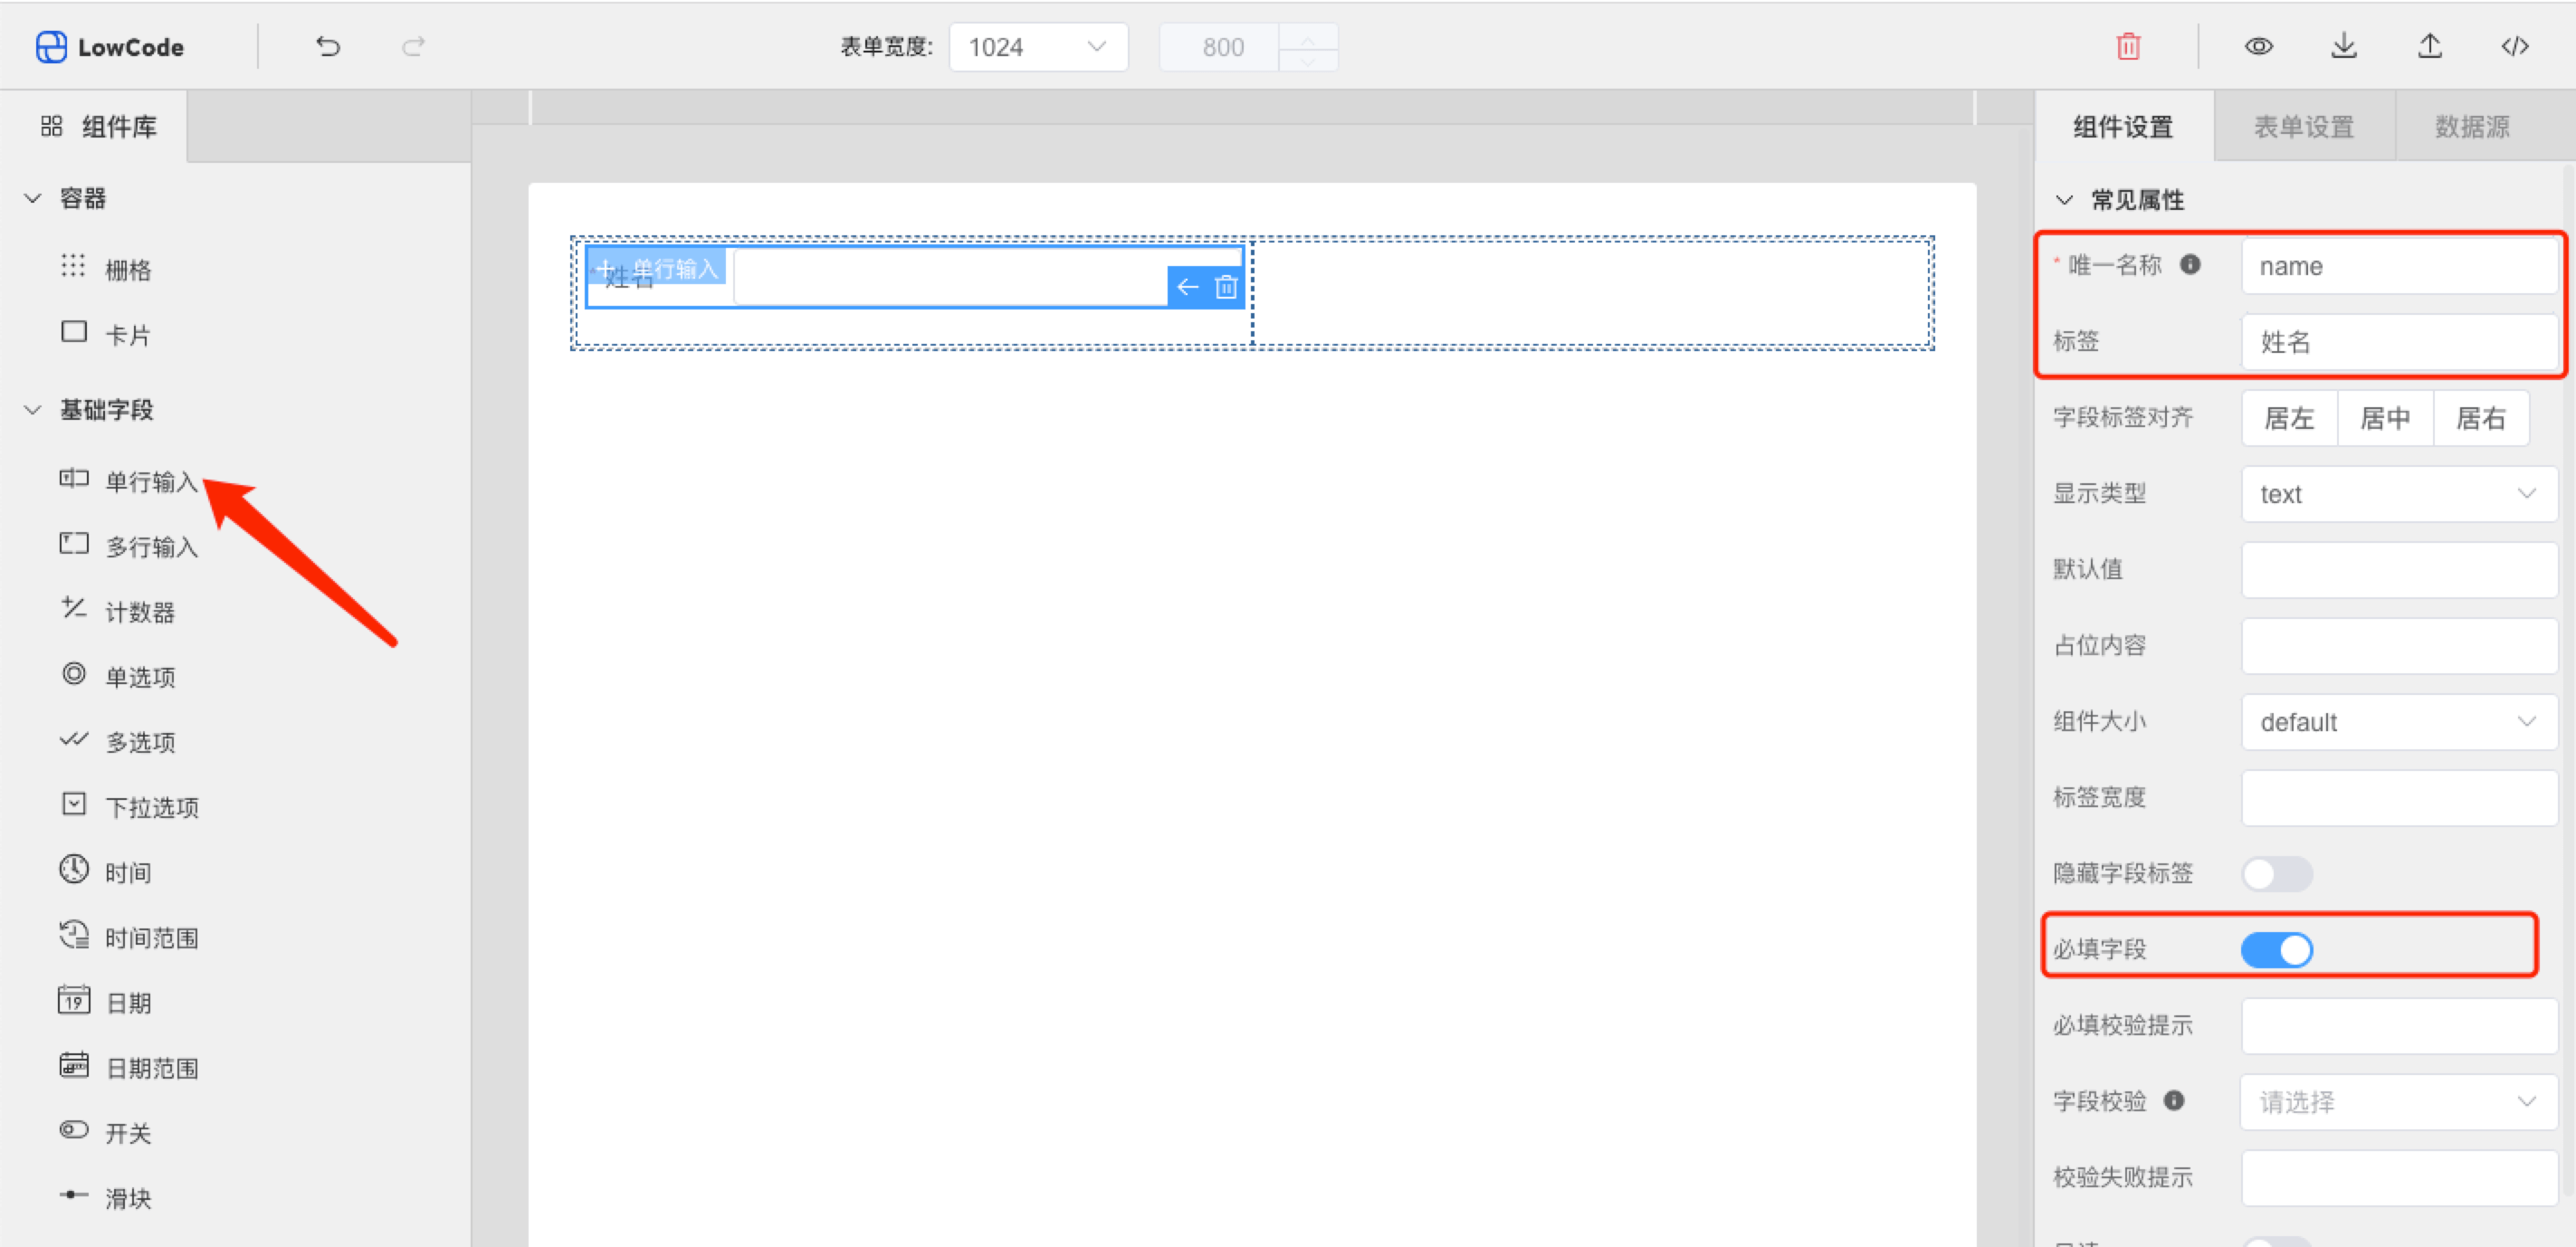 LowCode
表单宽度:
1024
800
组件库
容器
栅格
卡片
基础字段
单行输入
多行输入
计数器
单选项
多选项
下拉选项
时间
时间范围
19
日期
日期范围
开关
滑块
单行输入
*姓名
组件设置
表单设置
数据源
常见属性
* 唯一名称
name
标签
姓名
字段标签对齐
居左 居中 居右
显示类型
text
默认值
占位内容
组件大小
default
标签宽度
隐藏字段标签
必填字段
必填校验提示
字段校验
请选择
校验失败提示